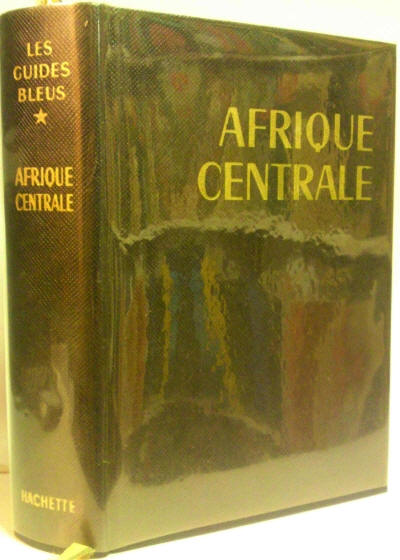 LES
GUIDES
BLEUS
★
AFRIQUE
CENTRALE
HACHETTE
AFRIQUE
CENTRALE